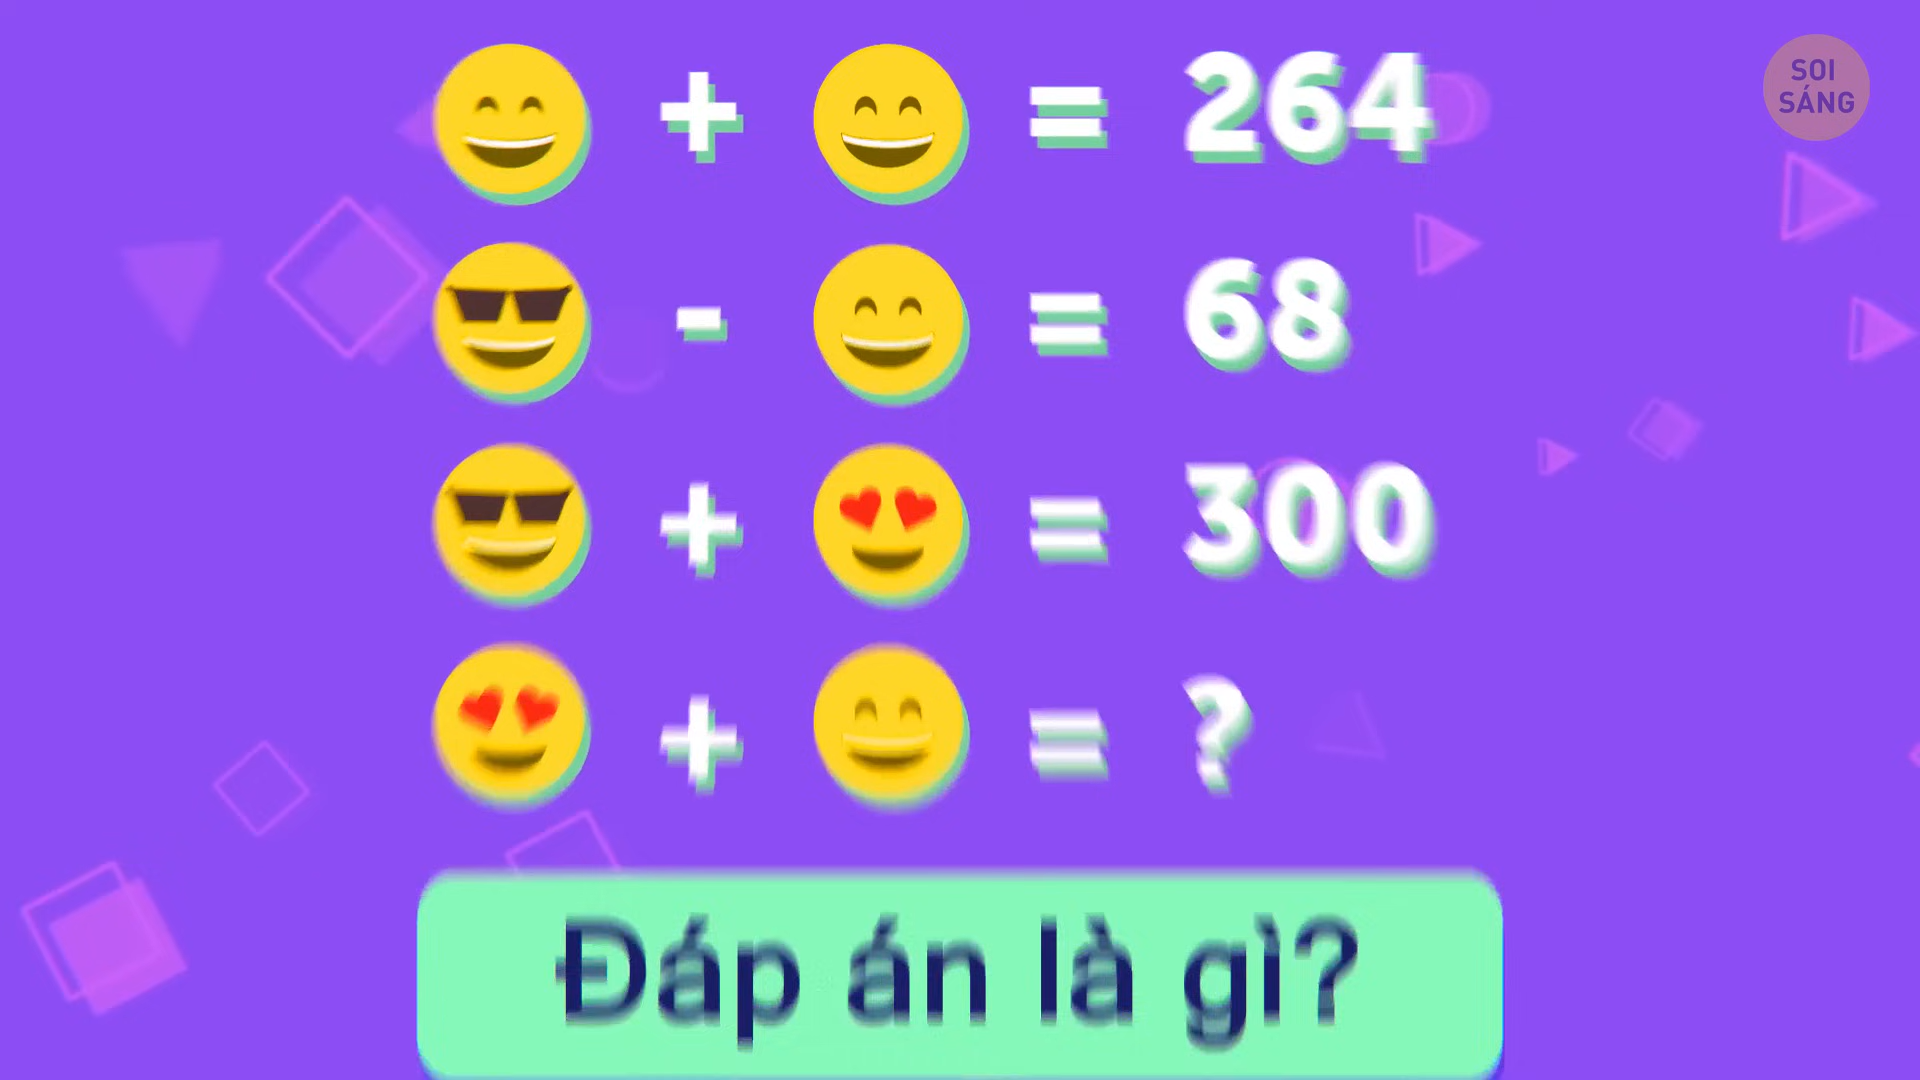 SOI
SÁNG
+ = 264
- = 68
+ = 300
+ = ?
Đáp án là gì?